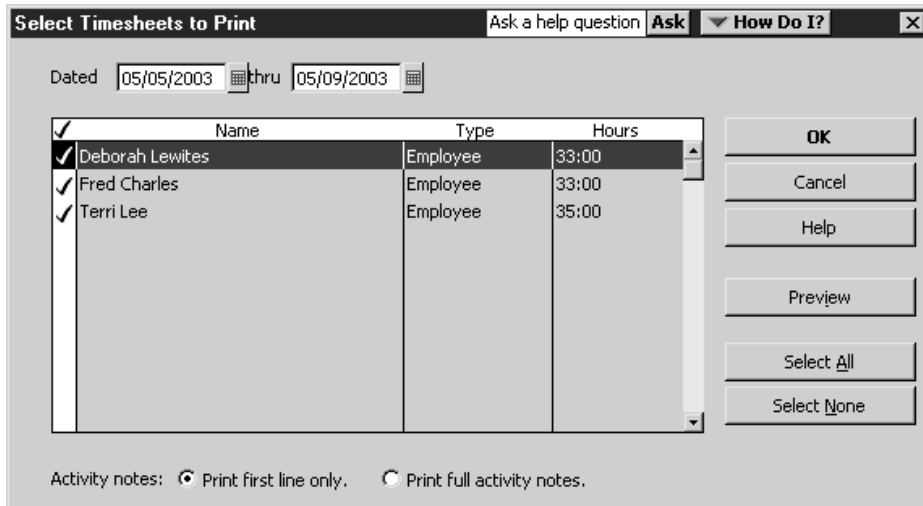 Select Timesheets to Print Ask a help question Ask How Do I?
Dated 05/05/2003 thru 05/09/2003
Name Type Hours
Deborah Lewites Employee 33:00
Fred Charles Employee 33:00
Terri Lee Employee 35:00
OK
Cancel
Help
Preview
Select All
Select None
Activity notes: Print first line only. Print full activity notes.